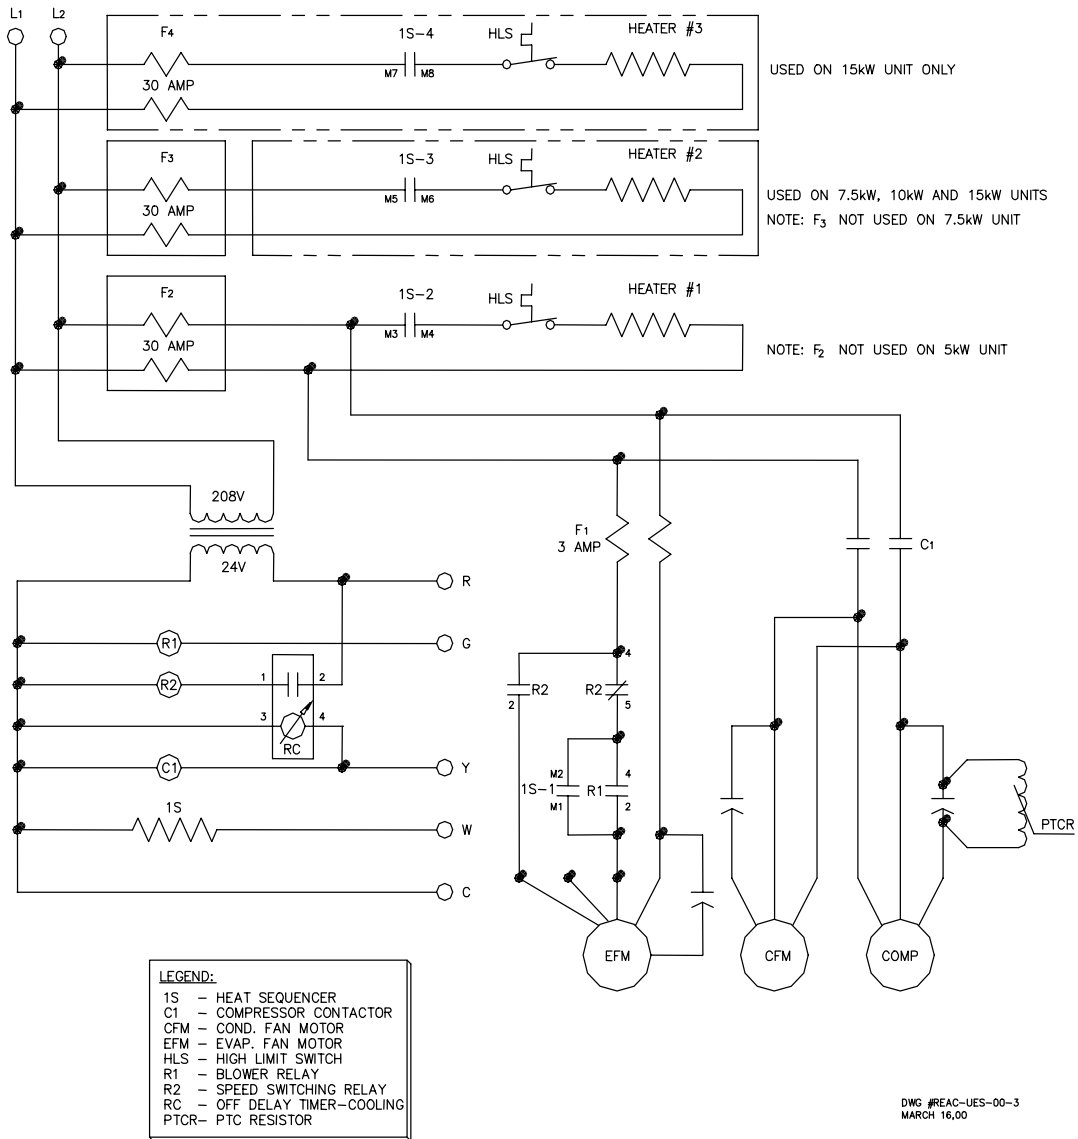 L1 L2
F4
1S-4
HLS
HEATER #3
M7 M8
30 AMP
USED ON 15kW UNIT ONLY
F3
1S-3
HLS
HEATER #2
M5 M6
30 AMP
USED ON 7.5kW, 10kW AND 15kW UNITS
NOTE: F3 NOT USED ON 7.5kW UNIT
F2
1S-2
HLS
HEATER #1
M3 M4
30 AMP
NOTE: F2 NOT USED ON 5kW UNIT
208V
24V
F1
3 AMP
C1
R
R1
G
R2
1 2
3 4
RC
C1
Y
1S
W
C
4
R2
2
R2
5
M2
1S-1
M1
4
R1
2
PTCR
EFM
CFM
COMP
LEGEND:
1S – HEAT SEQUENCER
C1 – COMPRESSOR CONTACTOR
CFM – COND. FAN MOTOR
EFM – EVAP. FAN MOTOR
HLS – HIGH LIMIT SWITCH
R1 – BLOWER RELAY
R2 – SPEED SWITCHING RELAY
RC – OFF DELAY TIMER-COOLING
PTCR– PTC RESISTOR
DWG #REAC-UES-00-3
MARCH 16,00